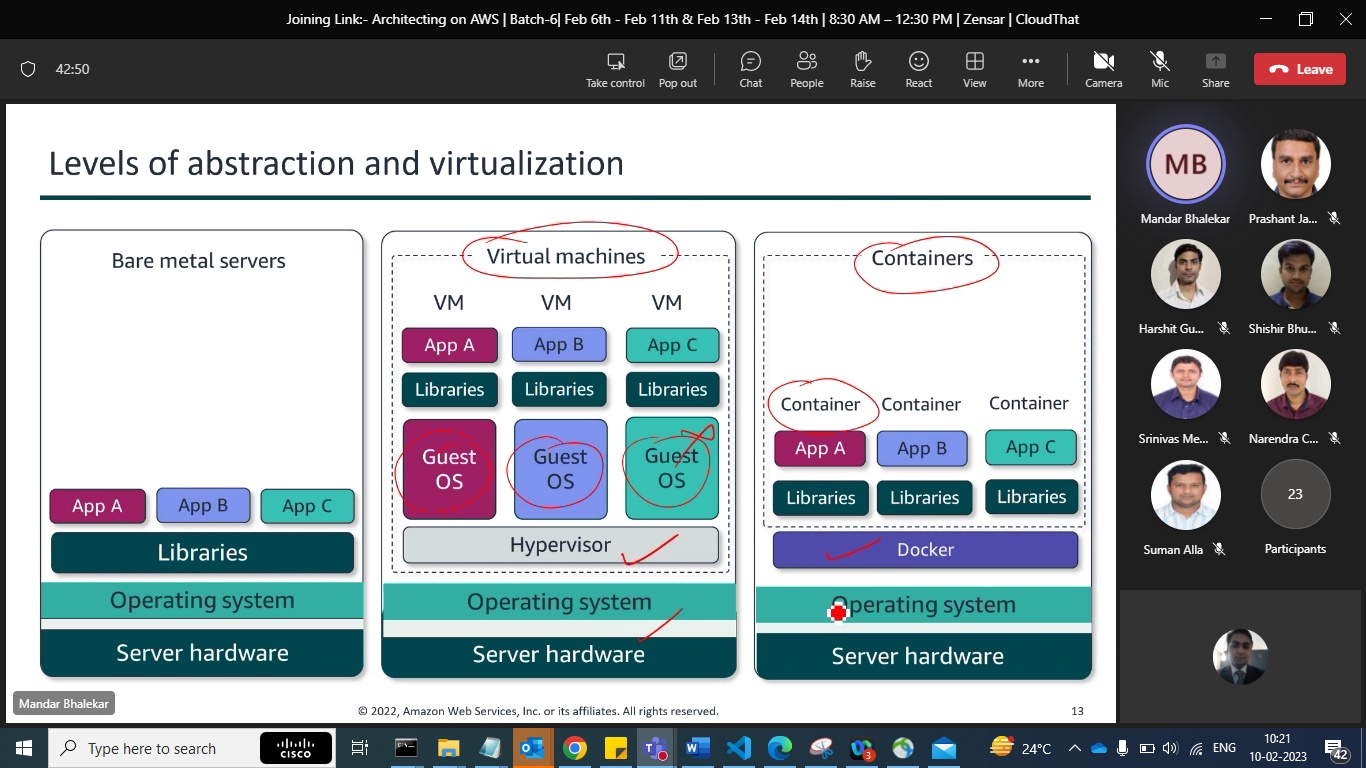 Joining Link:- Architecting on AWS | Batch-6| Feb 6th - Feb 11th & Feb 13th - Feb 14th | 8:30 AM – 12:30 PM | Zensar | CloudThat
42:50
Take control
Pop out
Chat
People
Raise
React
View
More
Camera
Mic
Share
Leave
Levels of abstraction and virtualization
Bare metal servers
App A
App B
App C
Libraries
Operating system
Server hardware
Virtual machines
VM VM VM
App A App B App C
Libraries Libraries Libraries
Guest Guest Guest
OS OS OS
Hypervisor
Operating system
Server hardware
Containers
Container Container Container
App A App B App C
Libraries Libraries Libraries
Docker
Operating system
Server hardware
Mandar Bhalekar
© 2022, Amazon Web Services, Inc. or its affiliates. All rights reserved.
13
MB
Mandar Bhalekar
Prashant Ja...
Harshit Gu...
Shishir Bhu...
Srinivas Me...
Narendra C...
Suman Alla
23
Participants
Type here to search
cisco
3
24°C
ENG
10:21
10-02-2023
42